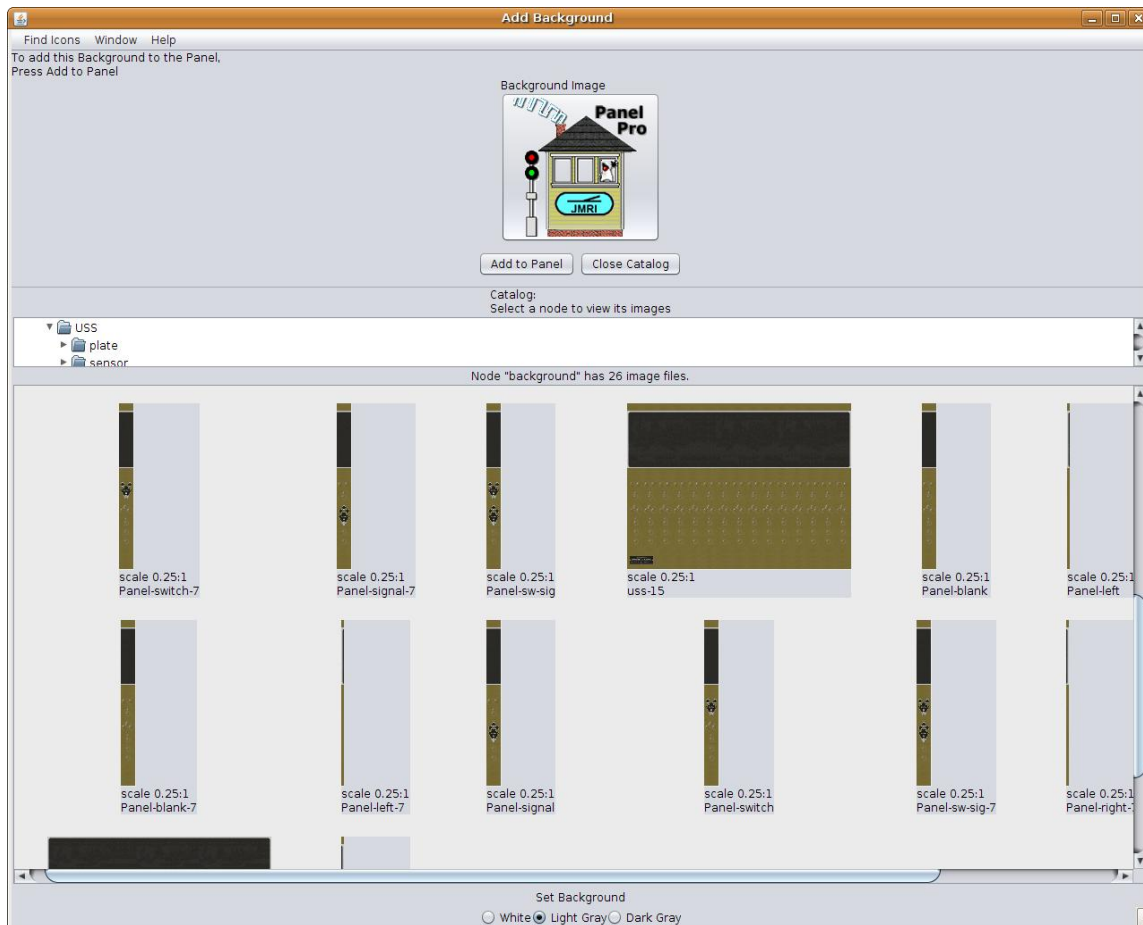 Add Background
Find Icons Window Help
To add this Background to the Panel,
Press Add to Panel
Background Image
Panel
Pro
JMRI
Add to Panel Close Catalog
Catalog:
Select a node to view its images
USS
plate
sensor
Node "background" has 26 image files.
scale 0.25:1 scale 0.25:1 scale 0.25:1 scale 0.25:1 scale 0.25:1 scale 0.25:1
Panel-switch-7 Panel-signal-7 Panel-sw-sig uss-15 Panel-blank Panel-left
scale 0.25:1 scale 0.25:1 scale 0.25:1 scale 0.25:1 scale 0.25:1 scale 0.25:1
Panel-blank-7 Panel-left-7 Panel-signal Panel-switch Panel-sw-sig-7 Panel-right-
Set Background
White Light Gray Dark Gray